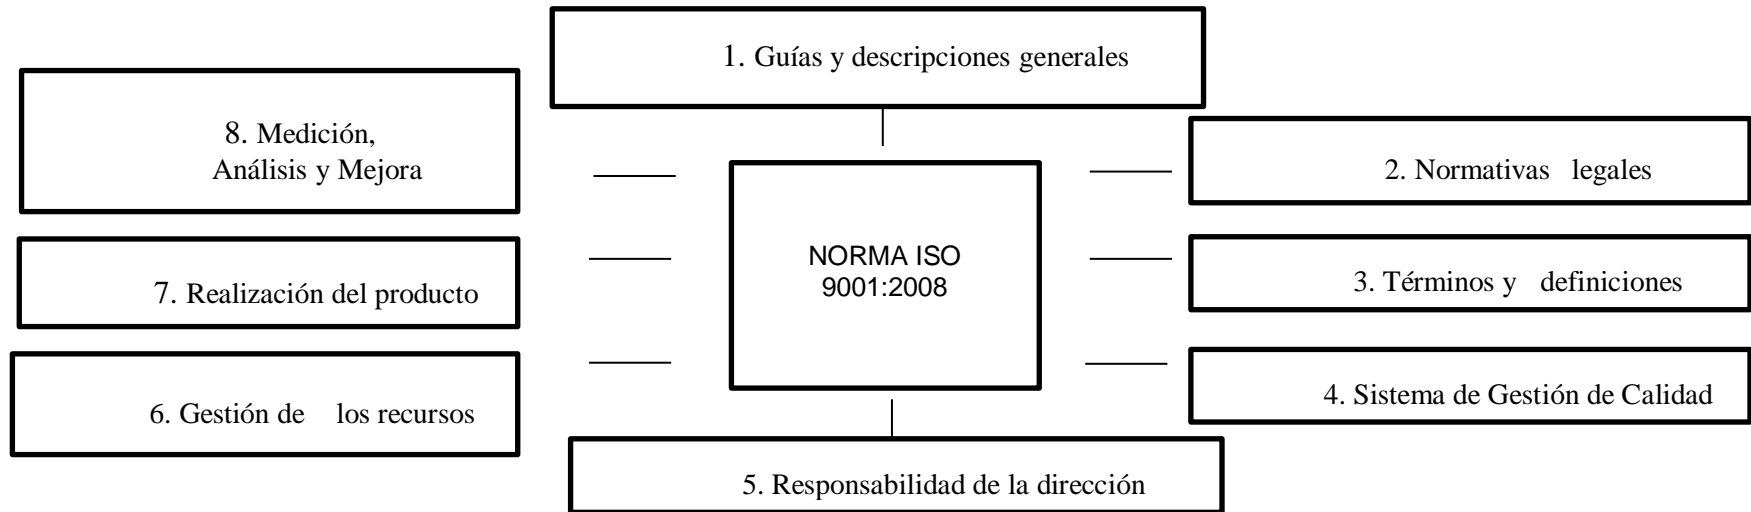 1. Guías y descripciones generales
8. Medición,
Análisis y Mejora
2. Normativas legales
NORMA ISO
9001:2008
7. Realización del producto
3. Términos y definiciones
6. Gestión de los recursos
4. Sistema de Gestión de Calidad
5. Responsabilidad de la dirección